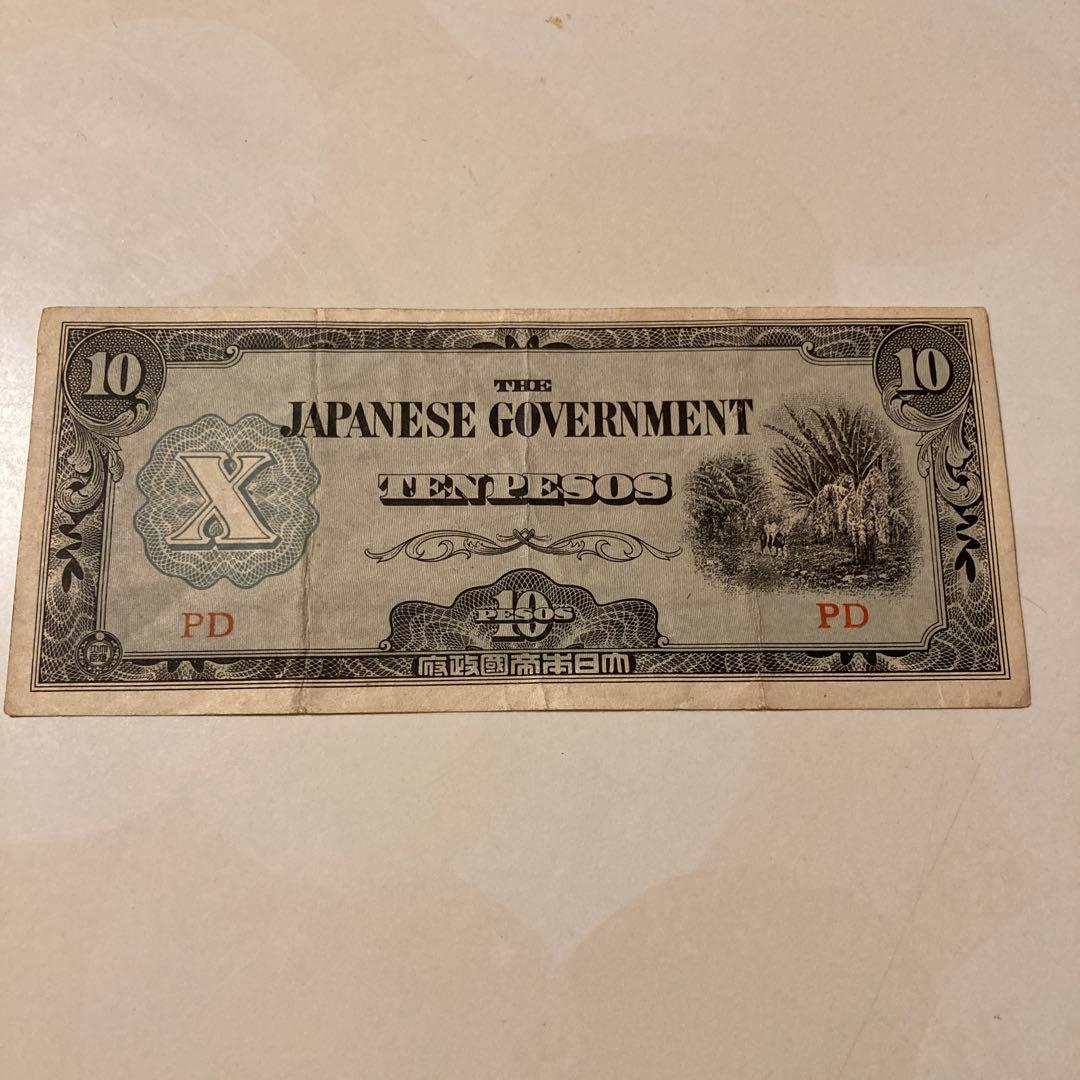 10
10
THE
JAPANESE GOVERNMENT
X
TEN PESOS
PD
PD
10
PESOS
府政國帝本日大